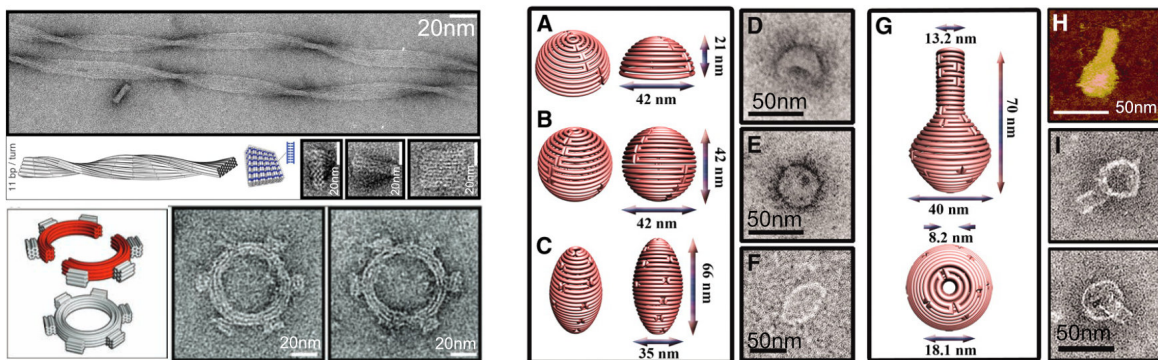 20nm
11 bp / turn
20nm
20nm
20nm
20nm
20nm
A
21 nm
42 nm
B
42 nm
42 nm
C
66 nm
35 nm
D
50nm
E
50nm
F
50nm
G
13.2 nm
70 nm
40 nm
8.2 nm
18.1 nm
H
50nm
I
50nm